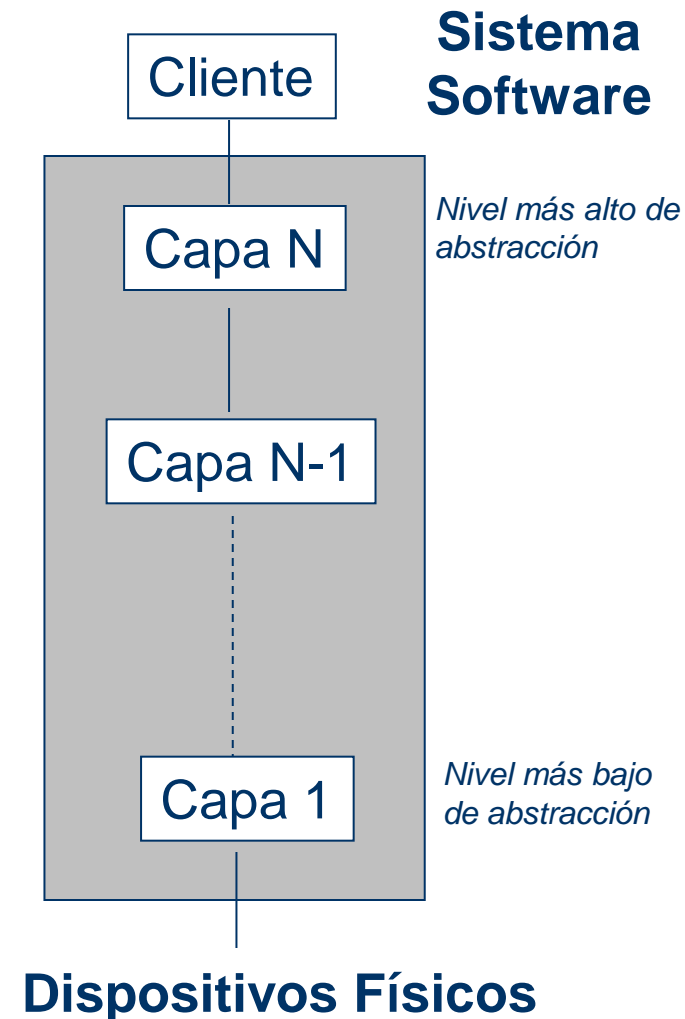 Sistema
Software
Cliente
Nivel más alto de
abstracción
Capa N
Capa N-1
Nivel más bajo
de abstracción
Capa 1
Dispositivos Físicos